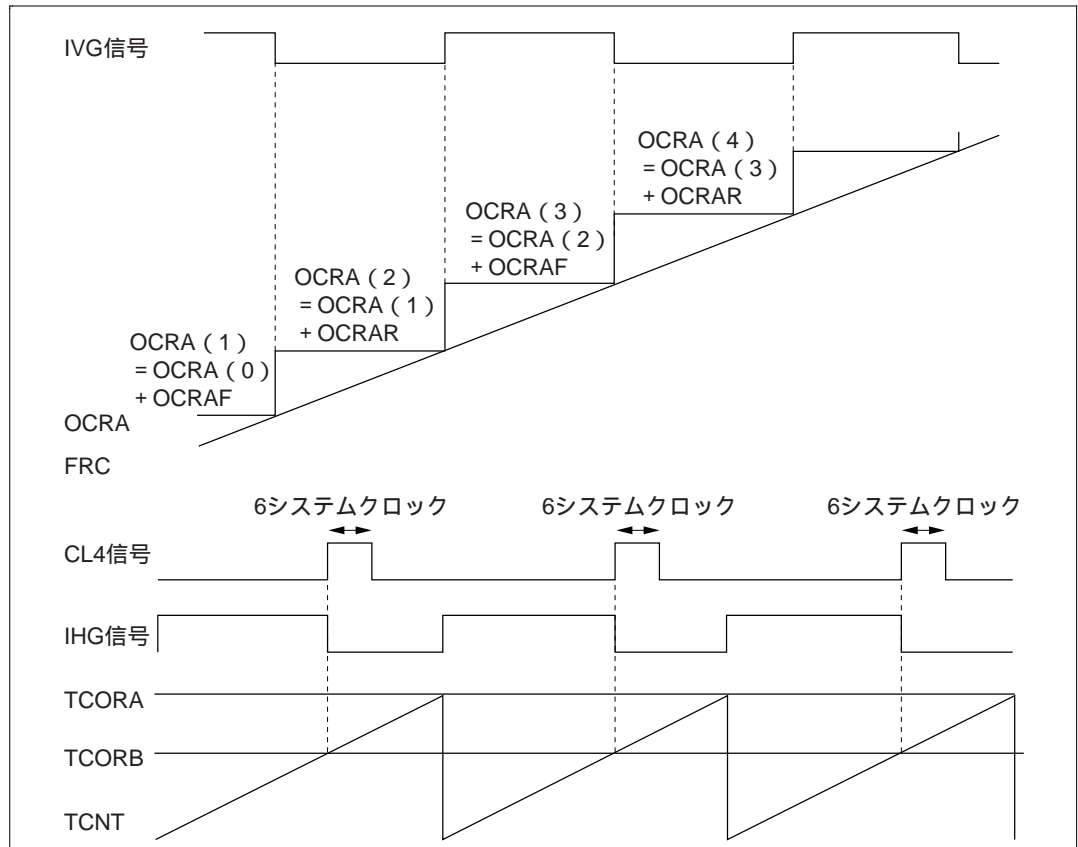 IVG信号
OCRA（4）
= OCRA（3）
+ OCRAR
OCRA（3）
= OCRA（2）
+ OCRAF
OCRA（2）
= OCRA（1）
+ OCRAR
OCRA（1）
= OCRA（0）
+ OCRAF
OCRA
FRC
6システムクロック 6システムクロック 6システムクロック
CL4信号
IHG信号
TCORA
TCORB
TCNT